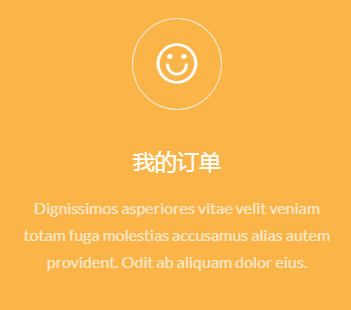 我的订单
Dignissimos asperiores vitae velit veniam
totam fuga molestias accusamus alias autem
provident. Odit ab aliquam dolor eius.